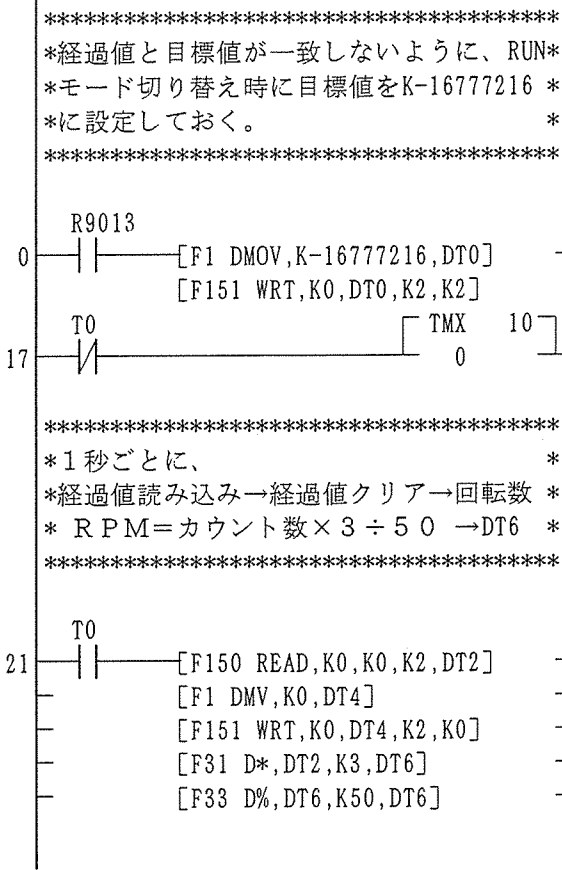 ***************************************
*経過値と目標値が一致しないように、RUN*
*モード切り替え時に目標値をK-16777216 *
*に設定しておく。 *
***************************************
R9013
0 [F1 DMOV,K-16777216,DT0]
[F151 WRT,K0,DT0,K2,K2]
T0 TMX 10
17 0
***************************************
*1秒ごとに、 *
*経過値読み込み→経過値クリア→回転数 *
* RPM=カウント数×3÷50 →DT6 *
***************************************
T0
21 [F150 READ,K0,K0,K2,DT2]
[F1 DMV,K0,DT4]
[F151 WRT,K0,DT4,K2,K0]
[F31 D*,DT2,K3,DT6]
[F33 D%,DT6,K50,DT6]